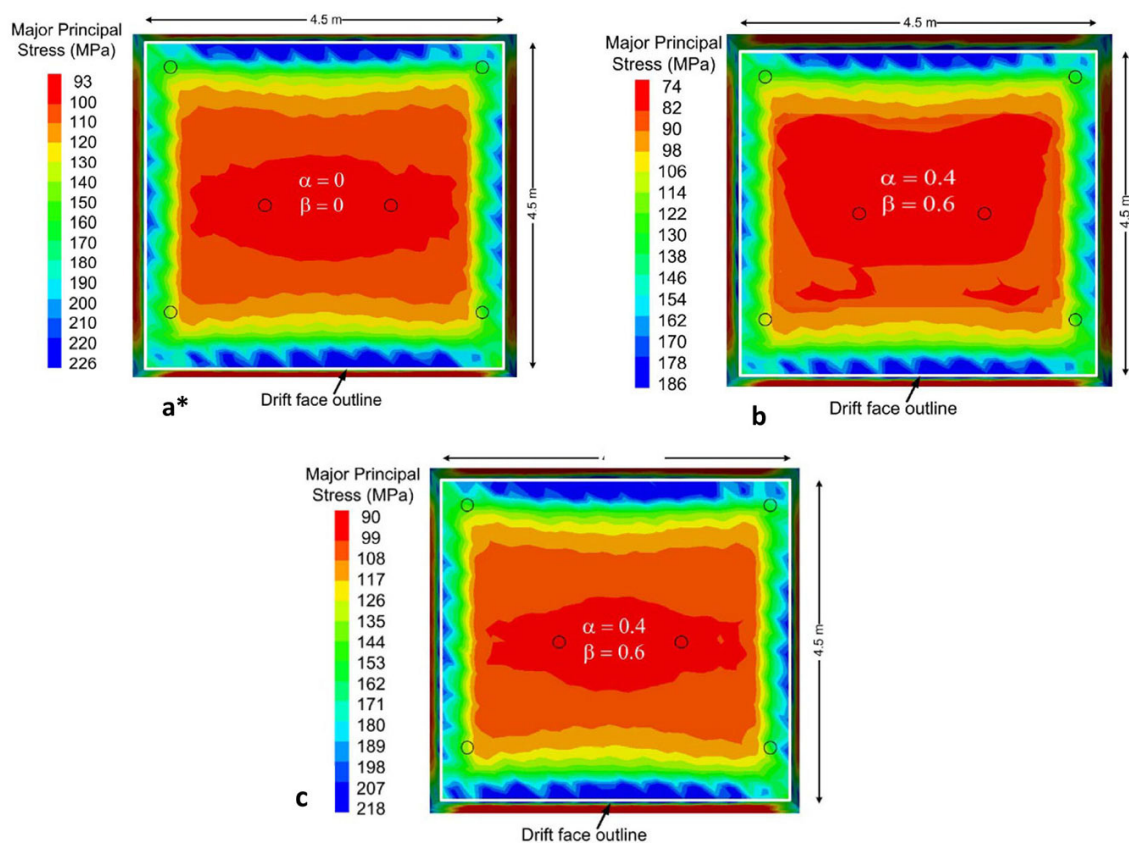 4.5 m
Major Principal
Stress (MPa)
93
100
110
120
130
140
150
160
170
180
190
200
210
220
226
α = 0
β = 0
4.5 m
Drift face outline
a*
4.5 m
Major Principal
Stress (MPa)
74
82
90
98
106
114
122
130
138
146
154
162
170
178
186
α = 0.4
β = 0.6
4.5 m
Drift face outline
b
Major Principal
Stress (MPa)
90
99
108
117
126
135
144
153
162
171
180
189
198
207
218
α = 0.4
β = 0.6
4.5 m
Drift face outline
c